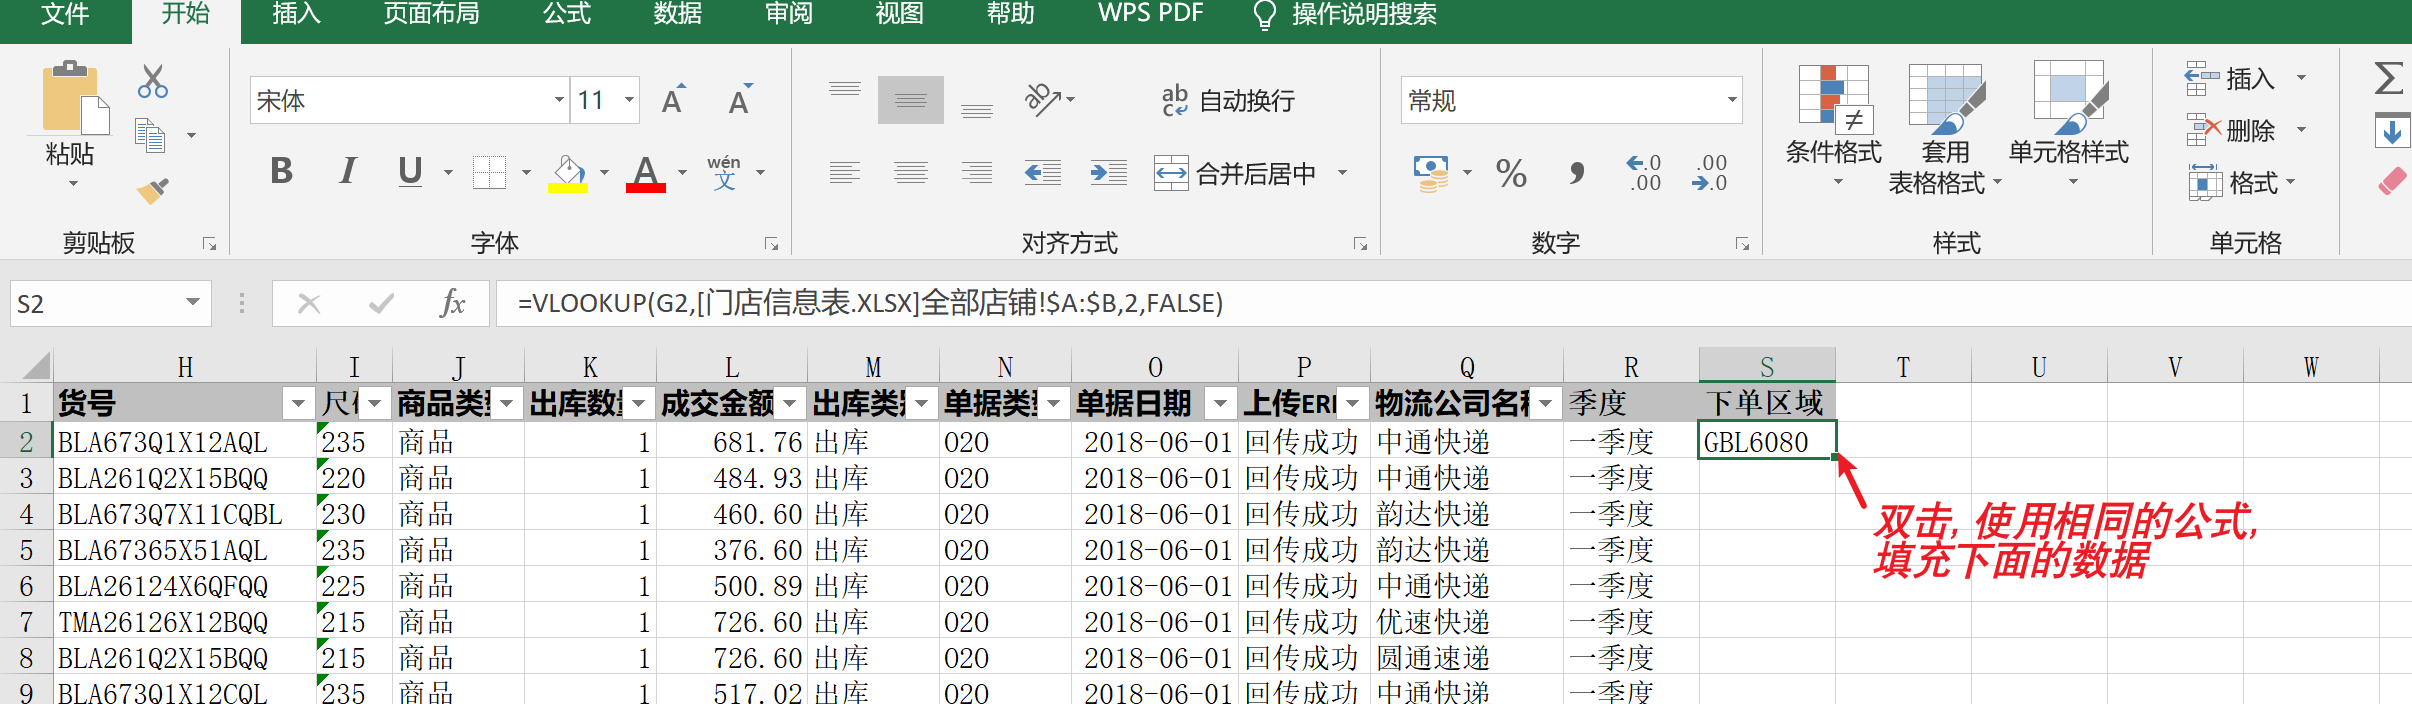 文件 开始 插入 页面布局 公式 数据 审阅 视图 帮助 WPS PDF 操作说明搜索
宋体 11 A A ab c 自动换行 常规 ≠ 插入
粘贴 条件格式 套用 表格格式 单元格样式 删除
B I U A wén 文 合并后居中 % , .0 .00 .00 .0 格式 Σ
剪贴板 字体 对齐方式 数字 样式 单元格
S2 fx =VLOOKUP(G2,[门店信息表.XLSX]全部店铺!$A:$B,2,FALSE)
H I J K L M N O P Q R S T U V W
1 货号 尺 商品类 出库数 成交金额 出库类 单据类 单据日期 上传ER 物流公司名称 季度 下单区域
2 BLA673Q1X12AQL 235 商品 1 681.76 出库 O2O 2018-06-01 回传成功 中通快递 一季度 GBL6080
3 BLA261Q2X15BQQ 220 商品 1 484.93 出库 O2O 2018-06-01 回传成功 中通快递 一季度
4 BLA673Q7X11CQBL 230 商品 1 460.60 出库 O2O 2018-06-01 回传成功 韵达快递 一季度
5 BLA67365X51AQL 235 商品 1 376.60 出库 O2O 2018-06-01 回传成功 韵达快递 一季度
6 BLA26124X6QFQQ 225 商品 1 500.89 出库 O2O 2018-06-01 回传成功 中通快递 一季度
7 TMA26126X12BQQ 215 商品 1 726.60 出库 O2O 2018-06-01 回传成功 优速快递 一季度
8 BLA261Q2X15BQQ 215 商品 1 726.60 出库 O2O 2018-06-01 回传成功 圆通速递 一季度
9 BLA673Q1X12CQL 235 商品 1 517.02 出库 O2O 2018-06-01 回传成功 中通快递 一季度
双击,使用相同的公式,
填充下面的数据